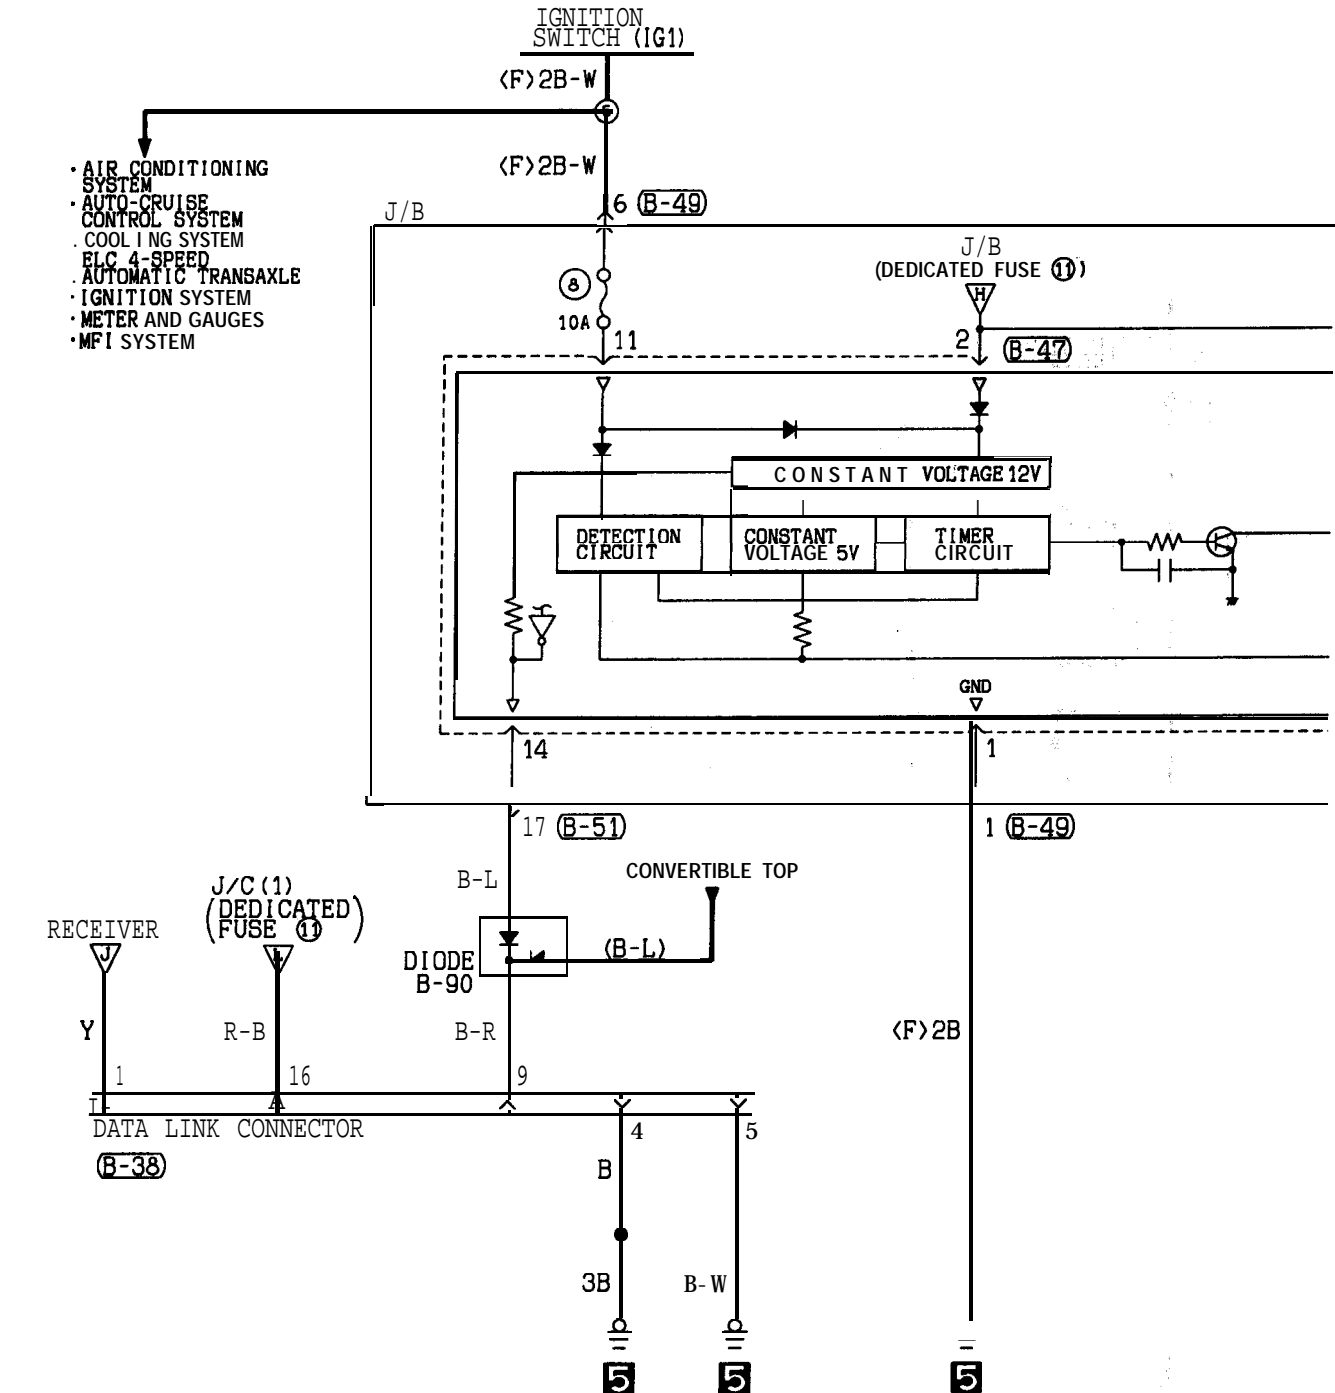 IGNITION
SWITCH (IG1)
⟨F⟩2B-W
⟨F⟩2B-W
· AIR CONDITIONING
SYSTEM
· AUTO-CRUISE
CONTROL SYSTEM
. COOLING SYSTEM
ELC 4-SPEED
. AUTOMATIC TRANSAXLE
· IGNITION SYSTEM
· METER AND GAUGES
· MFI SYSTEM
6 (B-49)
J/B
J/B
(DEDICATED FUSE ⑪)
H
⑧
10A
11
2
(B-47)
CONSTANT VOLTAGE 12V
DETECTION
CIRCUIT
CONSTANT
VOLTAGE 5V
TIMER
CIRCUIT
GND
14
1
17 (B-51)
1 (B-49)
CONVERTIBLE TOP
B-L
J/C(1)
(DEDICATED
FUSE ⑪)
RECEIVER
J
DIODE
B-90
(B-L)
Y
R-B
B-R
⟨F⟩2B
1
16
9
DATA LINK CONNECTOR
4
5
(B-38)
B
3B
B-W
5
5
5